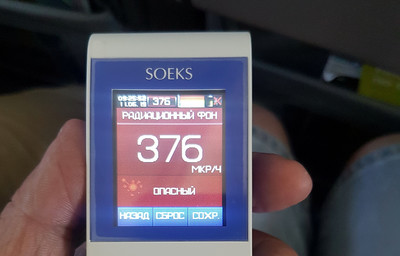 SOEKS
376
РАДИАЦИОННЫЙ ФОН
376
МКР/Ч
ОПАСНЫЙ
НАЗАД СБРОС СОХР.